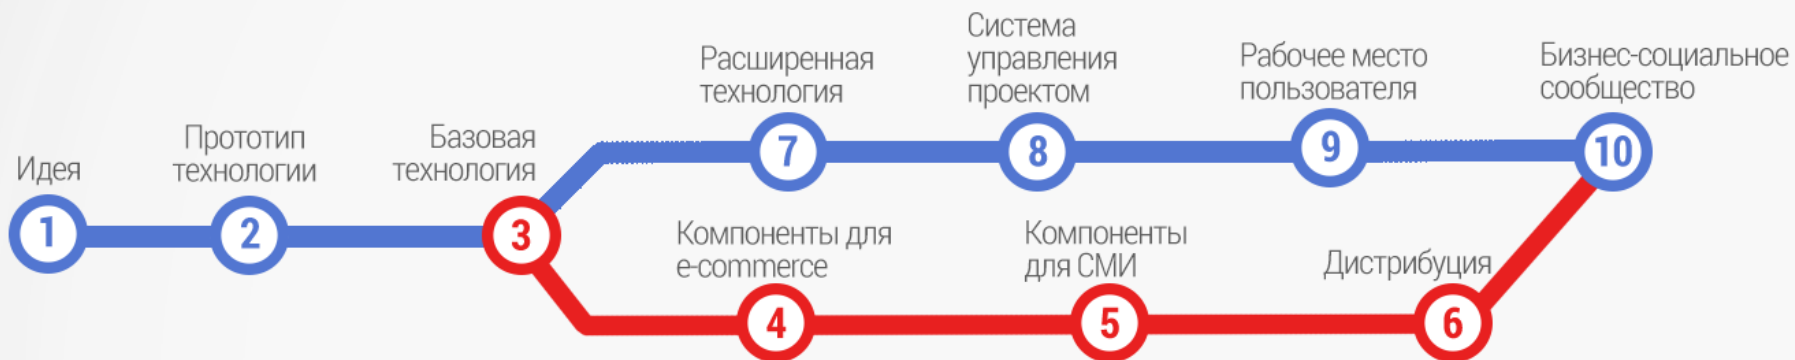 Идея
1
Прототип
технологии
2
Базовая
технология
3
Расширенная
технология
7
Система
управления
проектом
8
Рабочее место
пользователя
9
Бизнес-социальное
сообщество
10
Компоненты для
e-commerce
4
Компоненты
для СМИ
5
Дистрибуция
6